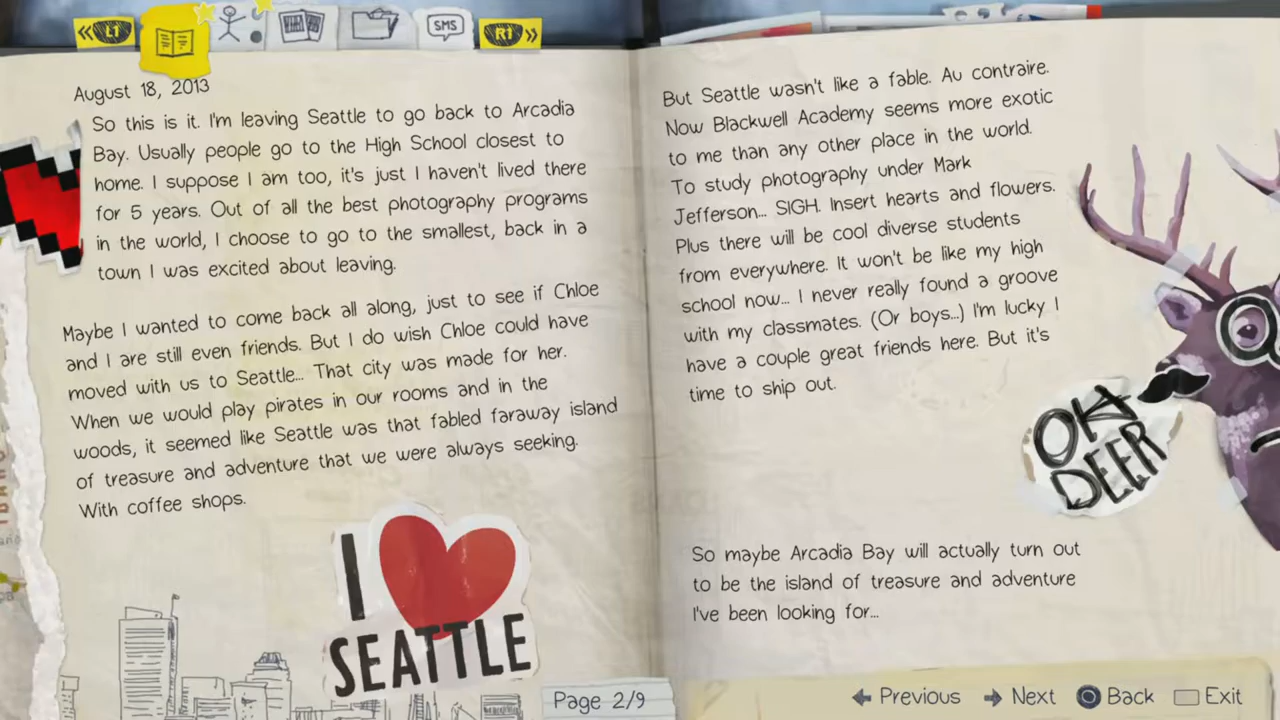 L1
SMS
R1
August 18, 2013
So this is it. I'm leaving Seattle to go back to Arcadia
Bay. Usually people go to the High School closest to
home. I suppose I am too, it's just I haven't lived there
for 5 years. Out of all the best photography programs
in the world, I choose to go to the smallest, back in a
town I was excited about leaving.
Maybe I wanted to come back all along, just to see if Chloe
and I are still even friends. But I do wish Chloe could have
moved with us to Seattle... That city was made for her.
When we would play pirates in our rooms and in the
woods, it seemed like Seattle was that fabled faraway island
of treasure and adventure that we were always seeking.
With coffee shops.
I
SEATTLE
But Seattle wasn't like a fable. Au contraire.
Now Blackwell Academy seems more exotic
to me than any other place in the world.
To study photography under Mark
Jefferson... SIGH. Insert hearts and flowers.
Plus there will be cool diverse students
from everywhere. It won't be like my high
school now... I never really found a groove
with my classmates. (Or boys...) I'm lucky I
have a couple great friends here. But it's
time to ship out.
OH
DEER
So maybe Arcadia Bay will actually turn out
to be the island of treasure and adventure
I've been looking for...
Page 2/9
Previous
Next
Back
Exit